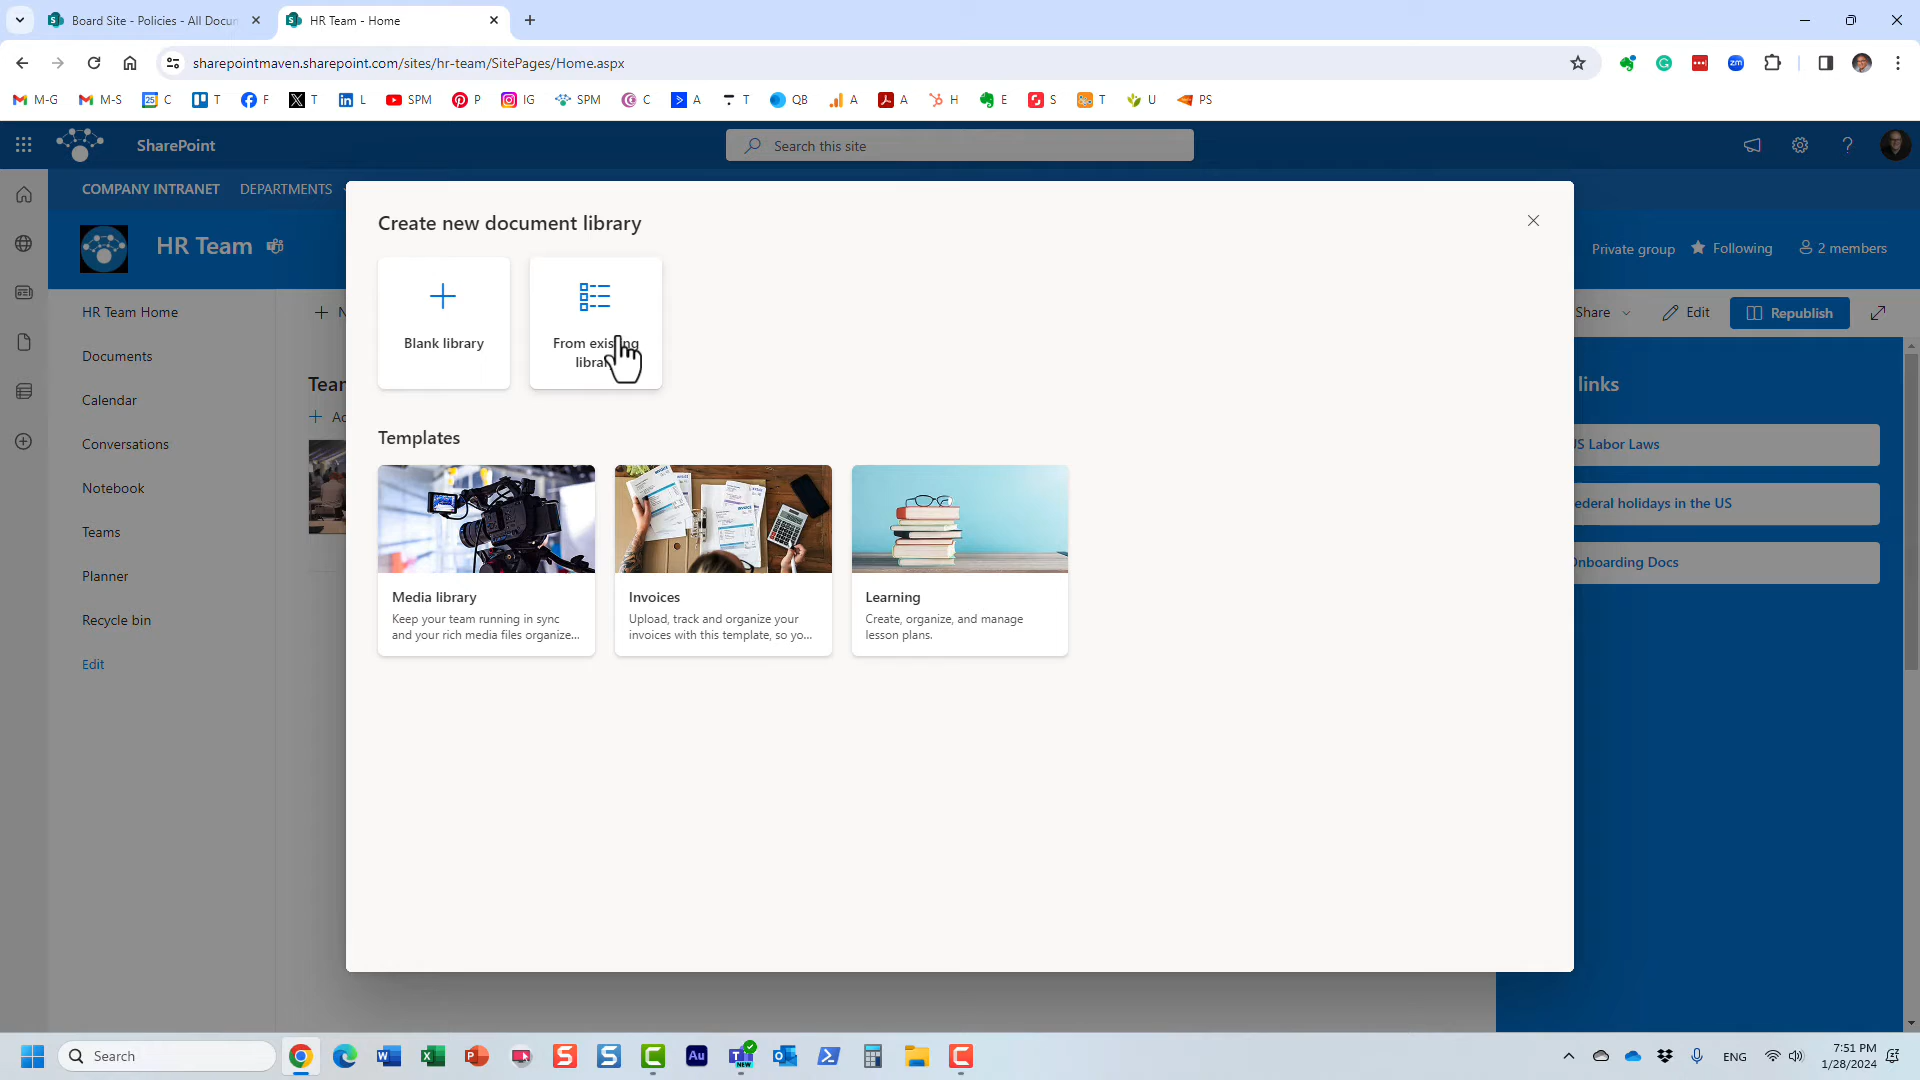 Board Site - Policies - All Docun
HR Team - Home
sharepointmaven.sharepoint.com/sites/hr-team/SitePages/Home.aspx
M-G
M-S
C
T
F
T
L
SPM
P
IG
SPM
C
A
T
QB
A
A
H
E
S
T
U
PS
SharePoint
Search this site
COMPANY INTRANET
DEPARTMENTS
HR Team
Private group
Following
2 members
Create new document library
Blank library
From existing
library
HR Team Home
Documents
Calendar
Conversations
Notebook
Teams
Planner
Recycle bin
Edit
Share
Edit
Republish
links
US Labor Laws
Federal holidays in the US
Onboarding Docs
Templates
Media library
Keep your team running in sync
and your rich media files organize...
Invoices
Upload, track and organize your
invoices with this template, so yo...
Learning
Create, organize, and manage
lesson plans.
Search
ENG
7:51 PM
1/28/2024